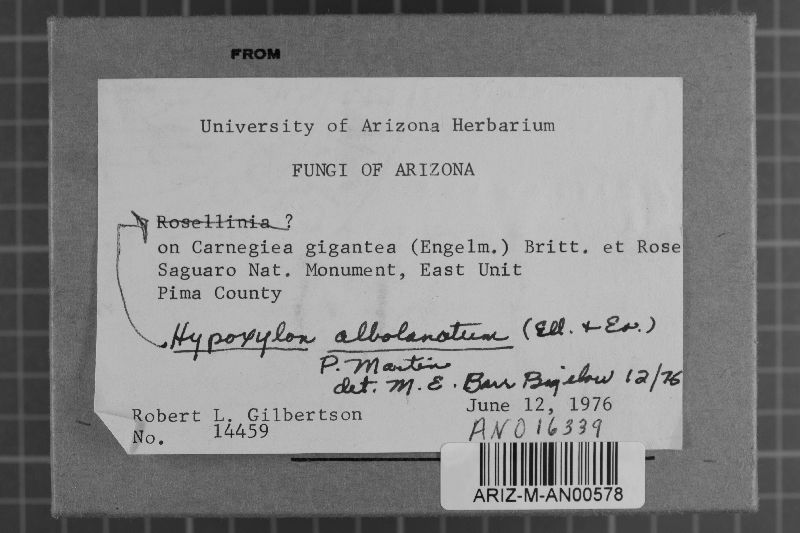 FROM
University of Arizona Herbarium
FUNGI OF ARIZONA
Rosellinia ?
on Carnegiea gigantea (Engelm.) Britt. et Rose
Saguaro Nat. Monument, East Unit
Pima County
Hypoxylon albolanatum (Ell. + Ev.)
P. Martin
det. M. E. Barr Bigelow 12/76
Robert L. Gilbertson
June 12, 1976
No. 14459
AN016339
ARIZ-M-AN00578